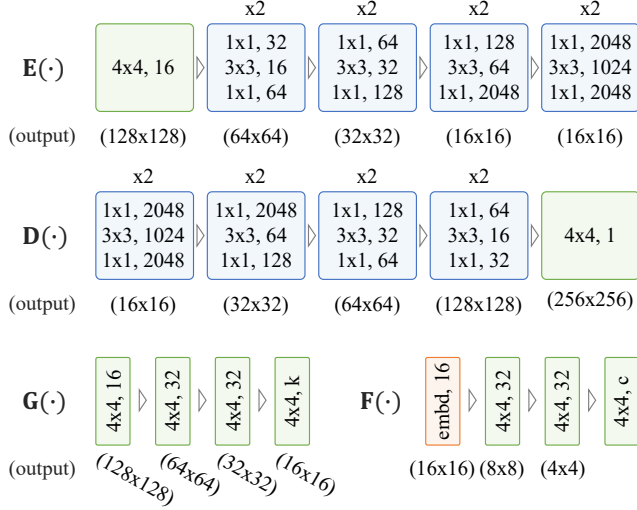 x2 x2 x2 x2
E(·)
4x4, 16
1x1, 32
3x3, 16
1x1, 64
1x1, 64
3x3, 32
1x1, 128
1x1, 128
3x3, 64
1x1, 2048
1x1, 2048
3x3, 1024
1x1, 2048
(output) (128x128) (64x64) (32x32) (16x16) (16x16)
x2 x2 x2 x2
D(·)
1x1, 2048
3x3, 1024
1x1, 2048
1x1, 2048
3x3, 64
1x1, 128
1x1, 128
3x3, 32
1x1, 64
1x1, 64
3x3, 16
1x1, 32
4x4, 1
(output) (16x16) (32x32) (64x64) (128x128) (256x256)
G(·)
4x4, 16
4x4, 32
4x4, 32
4x4, k
F(·)
embd, 16
4x4, 32
4x4, 32
4x4, c
(output) (128x128) (64x64) (32x32) (16x16) (16x16) (8x8) (4x4)